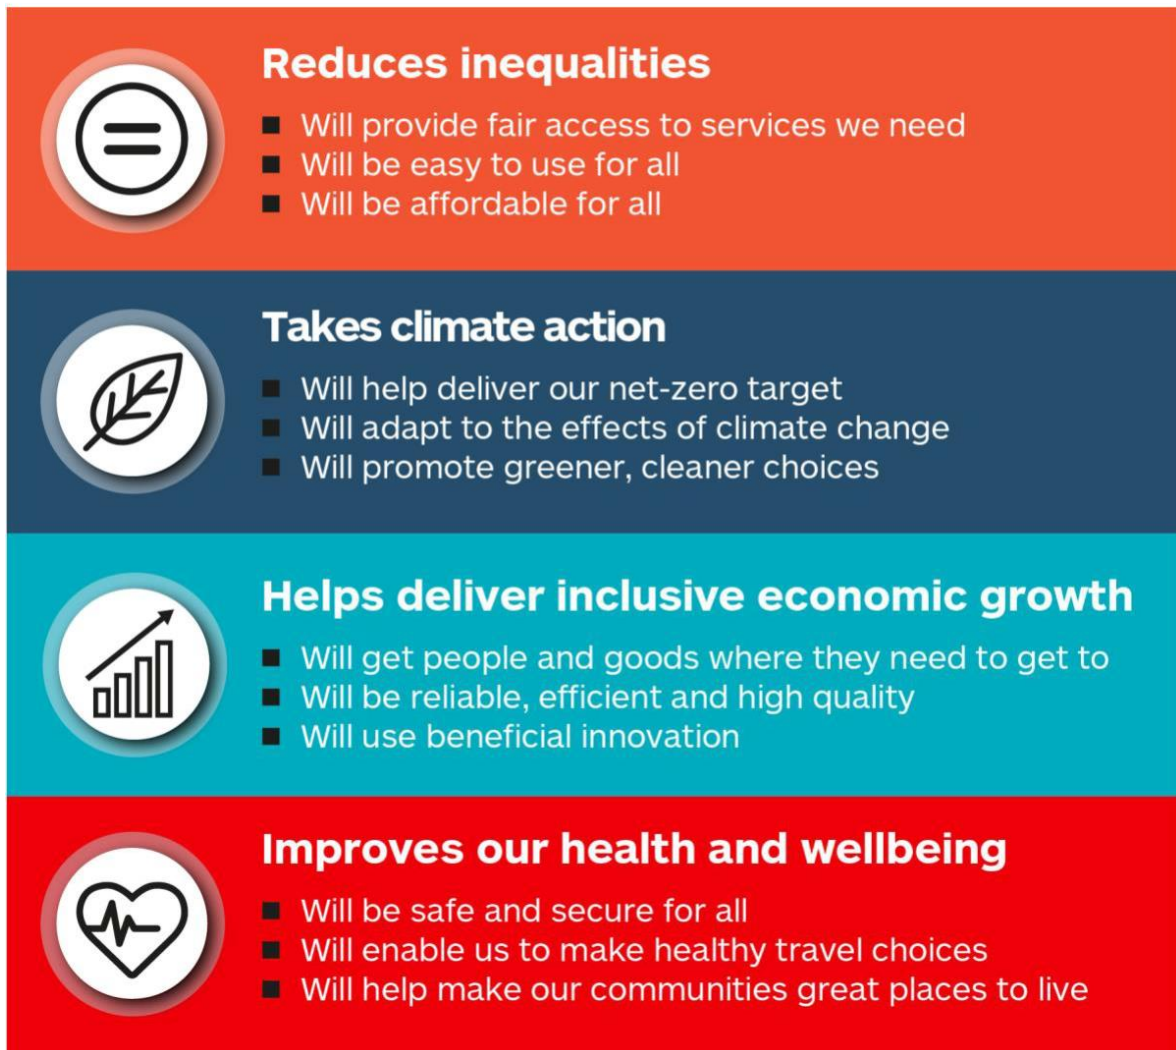 Reduces inequalities
■ Will provide fair access to services we need
■ Will be easy to use for all
■ Will be affordable for all
Takes climate action
■ Will help deliver our net-zero target
■ Will adapt to the effects of climate change
■ Will promote greener, cleaner choices
Helps deliver inclusive economic growth
■ Will get people and goods where they need to get to
■ Will be reliable, efficient and high quality
■ Will use beneficial innovation
Improves our health and wellbeing
■ Will be safe and secure for all
■ Will enable us to make healthy travel choices
■ Will help make our communities great places to live